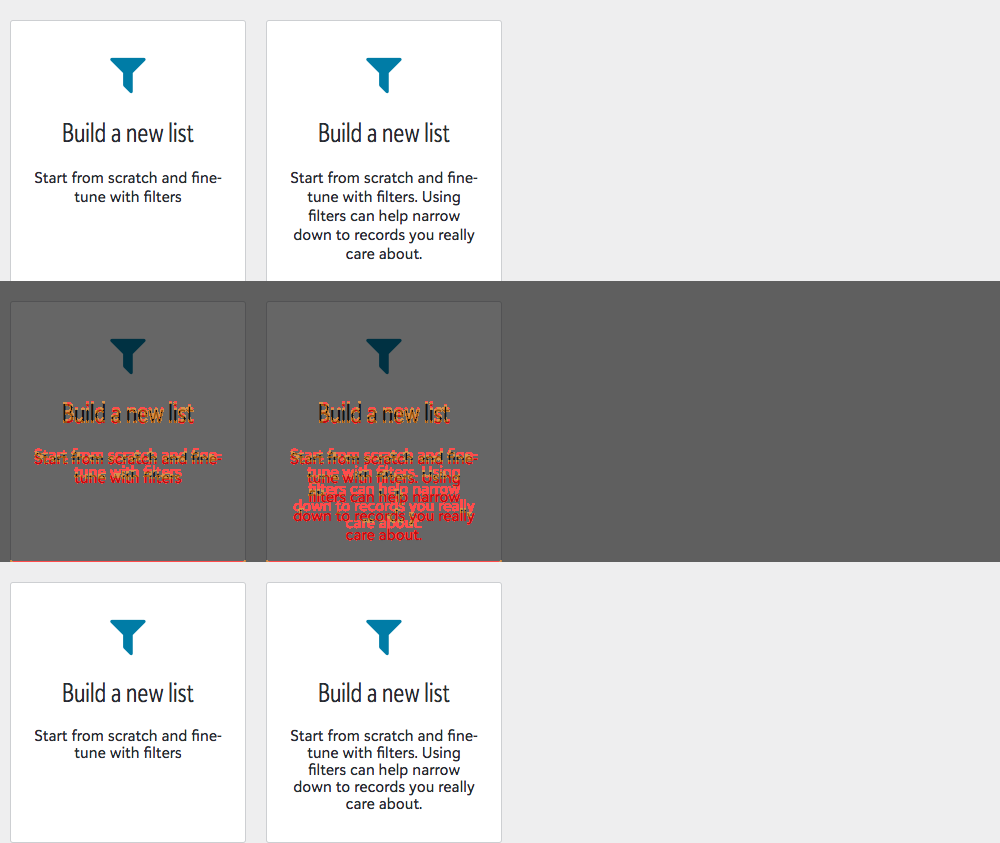 Build a new list
Start from scratch and fine-
tune with filters
Build a new list
Start from scratch and fine-
tune with filters. Using
filters can help narrow
down to records you really
care about.
Build a new list
Start from scratch and fine-
tune with filters
Build a new list
Start from scratch and fine-
tune with filters. Using
filters can help narrow
down to records you really
care about.
Build a new list
Start from scratch and fine-
tune with filters
Build a new list
Start from scratch and fine-
tune with filters. Using
filters can help narrow
down to records you really
care about.